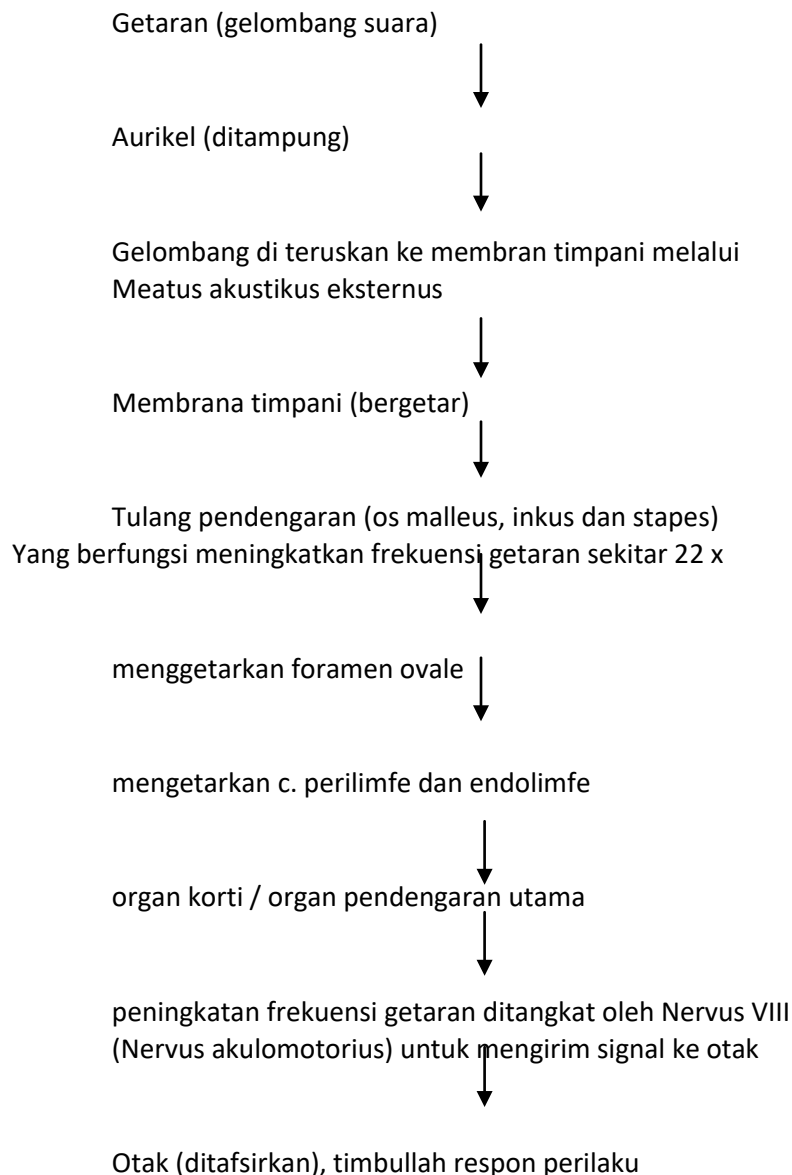 Getaran (gelombang suara)
Aurikel (ditampung)
Gelombang di teruskan ke membran timpani melalui
Meatus akustikus eksternus
Membrana timpani (bergetar)
Tulang pendengaran (os malleus, inkus dan stapes)
Yang berfungsi meningkatkan frekuensi getaran sekitar 22 x
menggetarkan foramen ovale
mengetarkan c. perilimfe dan endolimfe
organ korti / organ pendengaran utama
peningkatan frekuensi getaran ditangkat oleh Nervus VIII
(Nervus akulomotorius) untuk mengirim signal ke otak
Otak (ditafsirkan), timbullah respon perilaku